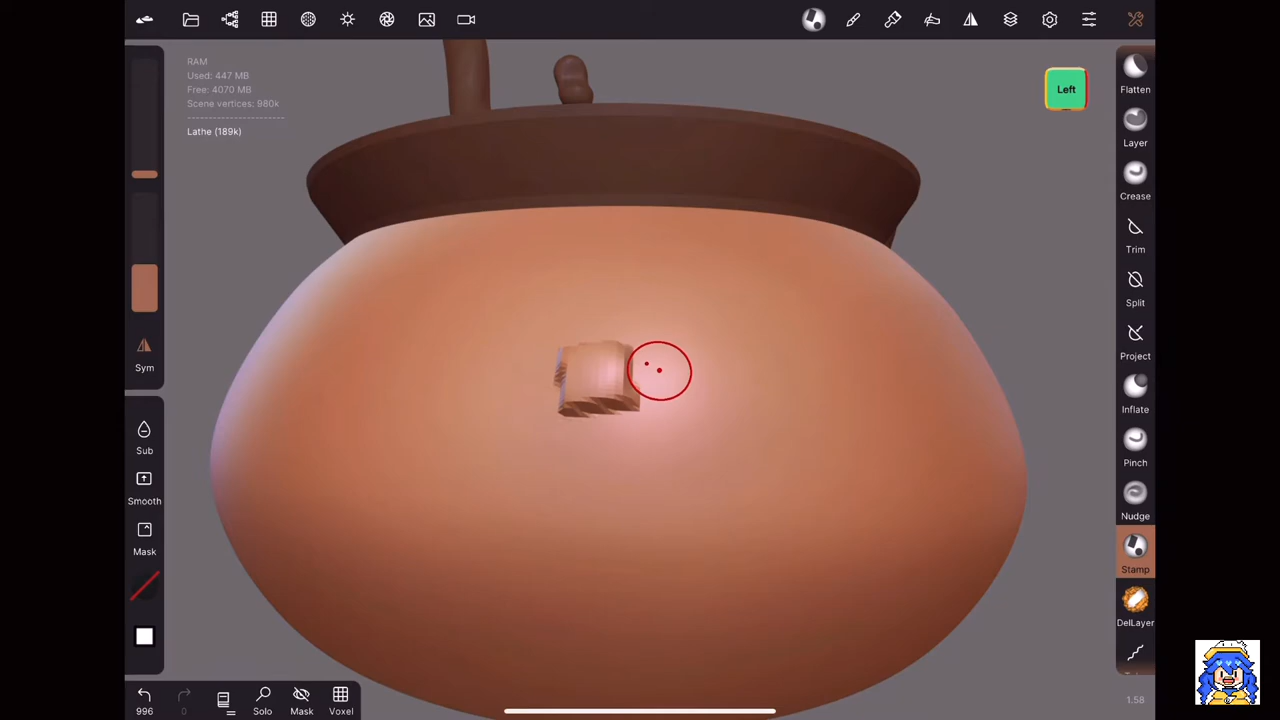 RAM
Used: 447 MB
Free: 4070 MB
Scene vertices: 980k
Lathe (189k)
Left
Flatten
Layer
Crease
Trim
Split
Project
Inflate
Pinch
Nudge
Stamp
DelLayer
Sym
Sub
Smooth
Mask
996
0
Solo
Mask
Voxel
1.58